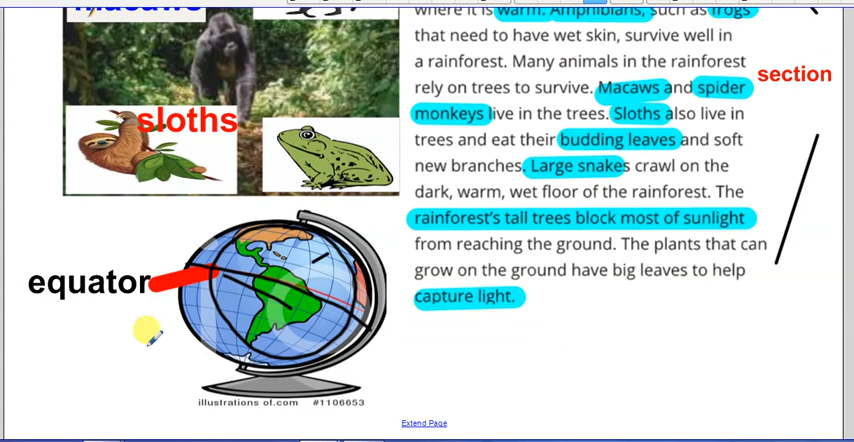 macaws
sloths
equator
illustrations of.com #1106653
where it is warm. Amphibians, such as frogs
that need to have wet skin, survive well in
a rainforest. Many animals in the rainforest
rely on trees to survive. Macaws and spider
monkeys live in the trees. Sloths also live in
trees and eat their budding leaves and soft
new branches. Large snakes crawl on the
dark, warm, wet floor of the rainforest. The
rainforest's tall trees block most of sunlight
from reaching the ground. The plants that can
grow on the ground have big leaves to help
capture light.
section
Extend Page